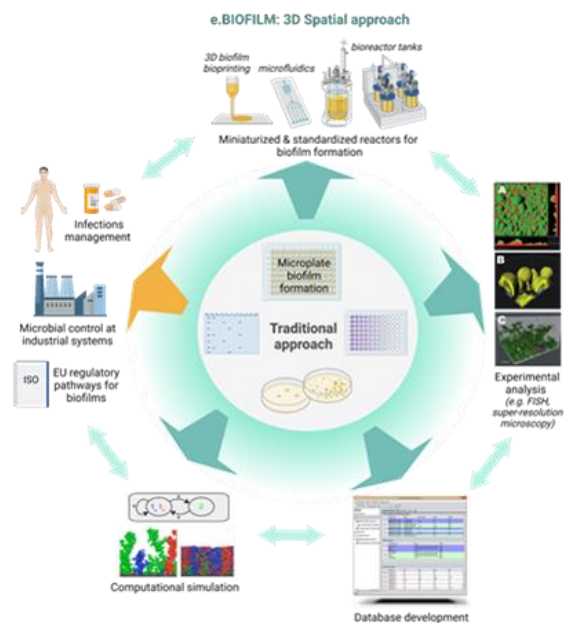 e.BIOFILM: 3D Spatial approach
3D biofilm
bioprinting
microfluidics
bioreactor tanks
Miniaturized & standardized reactors for
biofilm formation
Infections
management
Microbial control at
industrial systems
ISO
EU regulatory
pathways for
biofilms
Microplate
biofilm
formation
Traditional
approach
A
B
C
Experimental
analysis
(e.g. FISH,
super-resolution
microscopy)
Computational simulation
Database development